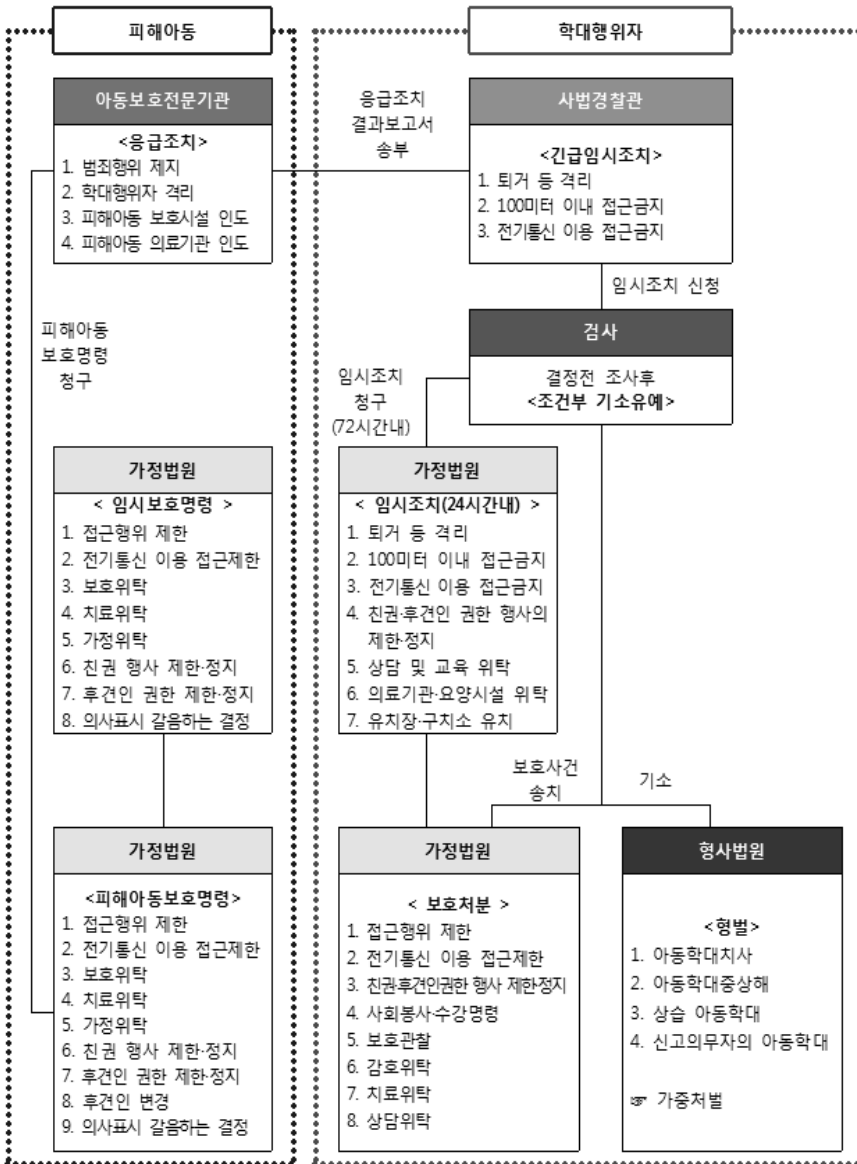 피해아동
학대행위자
아동보호전문기관
<응급조치>
1. 범죄행위 제지
2. 학대행위자 격리
3. 피해아동 보호시설 인도
4. 피해아동 의료기관 인도
응급조치
결과보고서
송부
사법경찰관
<긴급임시조치>
1. 퇴거 등 격리
2. 100미터 이내 접근금지
3. 전기통신 이용 접근금지
임시조치 신청
피해아동
보호명령
청구
검사
결정전 조사후
<조건부 기소유예>
임시조치
청구
(72시간내)
가정법원
< 임시보호명령 >
1. 접근행위 제한
2. 전기통신 이용 접근제한
3. 보호위탁
4. 치료위탁
5. 가정위탁
6. 친권 행사 제한·정지
7. 후견인 권한 제한·정지
8. 의사표시 갈음하는 결정
가정법원
< 임시조치(24시간내) >
1. 퇴거 등 격리
2. 100미터 이내 접근금지
3. 전기통신 이용 접근금지
4. 친권·후견인 권한 행사의
제한·정지
5. 상담 및 교육 위탁
6. 의료기관·요양시설 위탁
7. 유치장·구치소 유치
보호사건
송치
기소
가정법원
<피해아동보호명령>
1. 접근행위 제한
2. 전기통신 이용 접근제한
3. 보호위탁
4. 치료위탁
5. 가정위탁
6. 친권 행사 제한·정지
7. 후견인 권한 제한·정지
8. 후견인 변경
9. 의사표시 갈음하는 결정
가정법원
< 보호처분 >
1. 접근행위 제한
2. 전기통신 이용 접근제한
3. 친권·후견인권한 행사 제한·정지
4. 사회봉사·수강명령
5. 보호관찰
6. 감호위탁
7. 치료위탁
8. 상담위탁
형사법원
<형벌>
1. 아동학대치사
2. 아동학대중상해
3. 상습 아동학대
4. 신고의무자의 아동학대
☞ 가중처벌